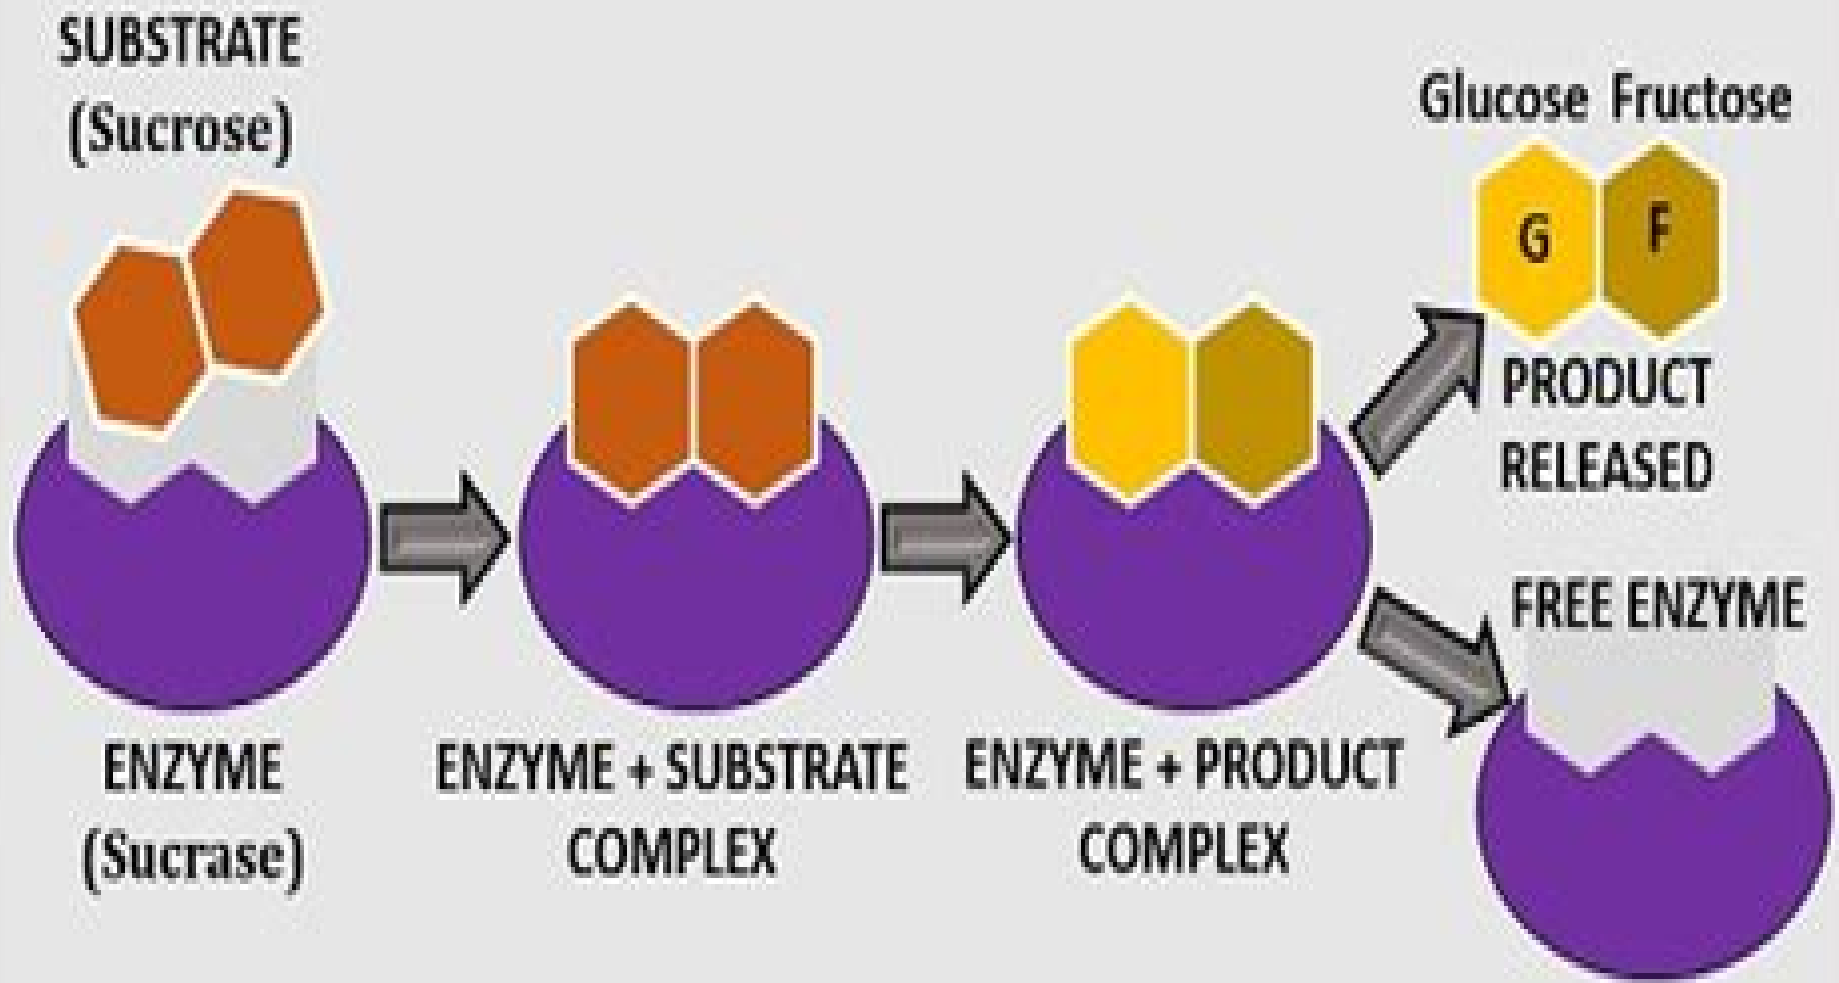 SUBSTRATE
(Sucrose)
ENZYME
(Sucrase)
ENZYME + SUBSTRATE
COMPLEX
ENZYME + PRODUCT
COMPLEX
Glucose Fructose
G F
PRODUCT
RELEASED
FREE ENZYME